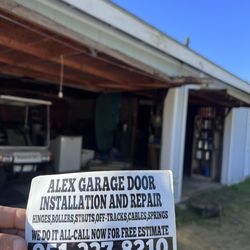 ALEX GARAGE DOOR
INSTALLATION AND REPAIR
HINGES,ROLLERS,STRUTS,OFF-TRACKS,CABLES,SPRINGS
WE DO IT ALL-CALL NOW FOR FREE ESTIMATE